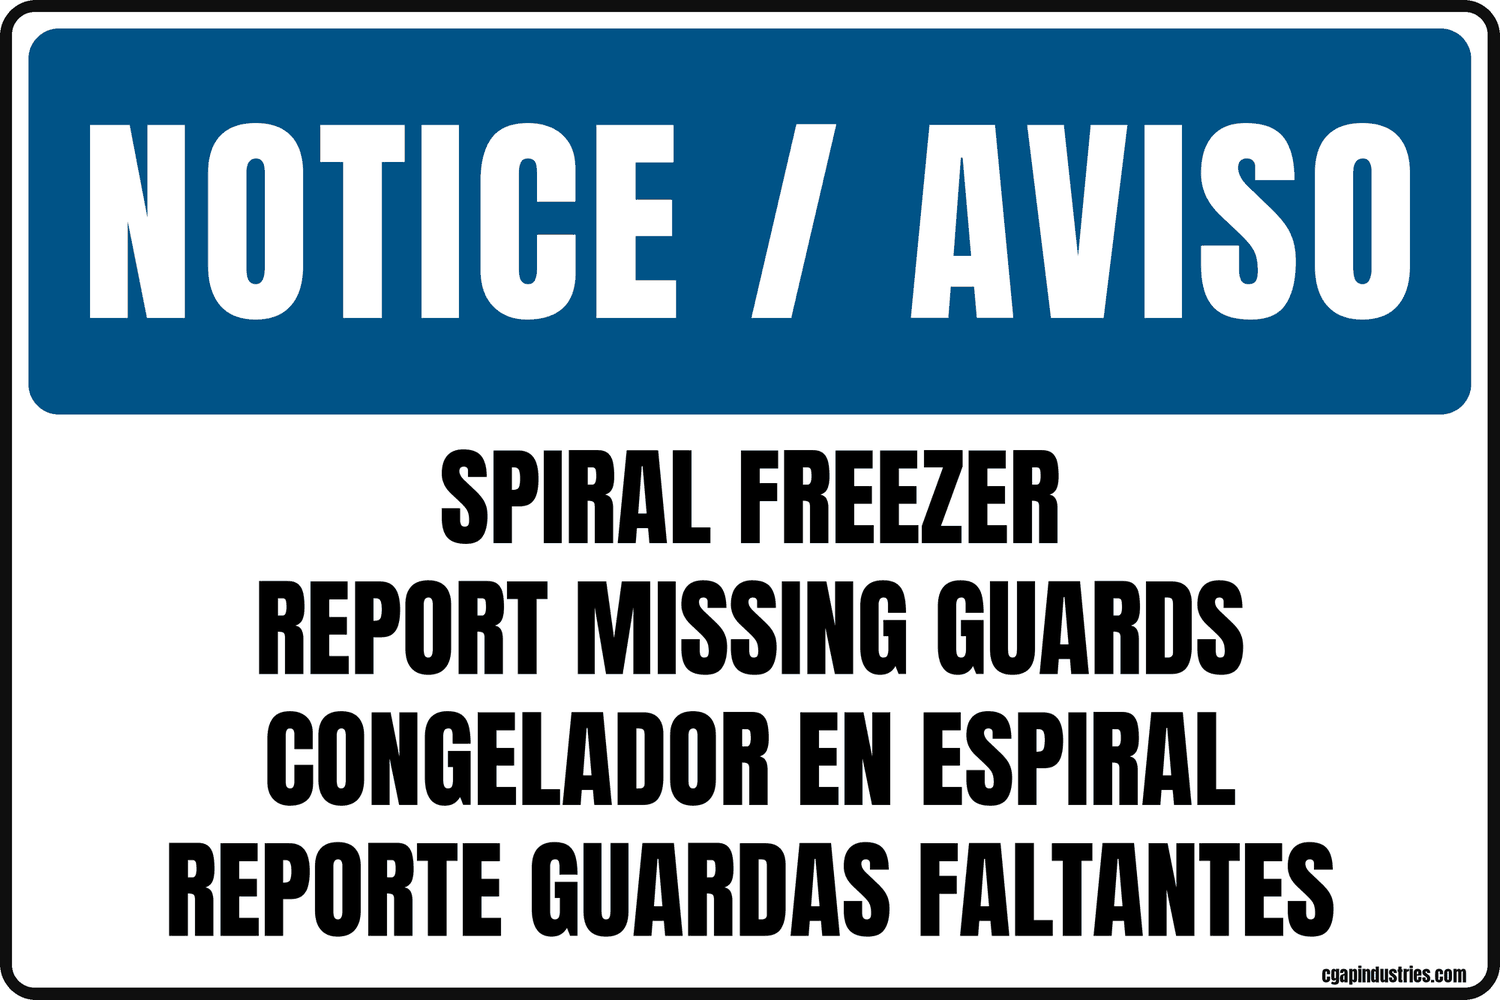 NOTICE / AVISO
SPIRAL FREEZER
REPORT MISSING GUARDS
CONGELADOR EN ESPIRAL
REPORTE GUARDAS FALTANTES
cgapindustries.com